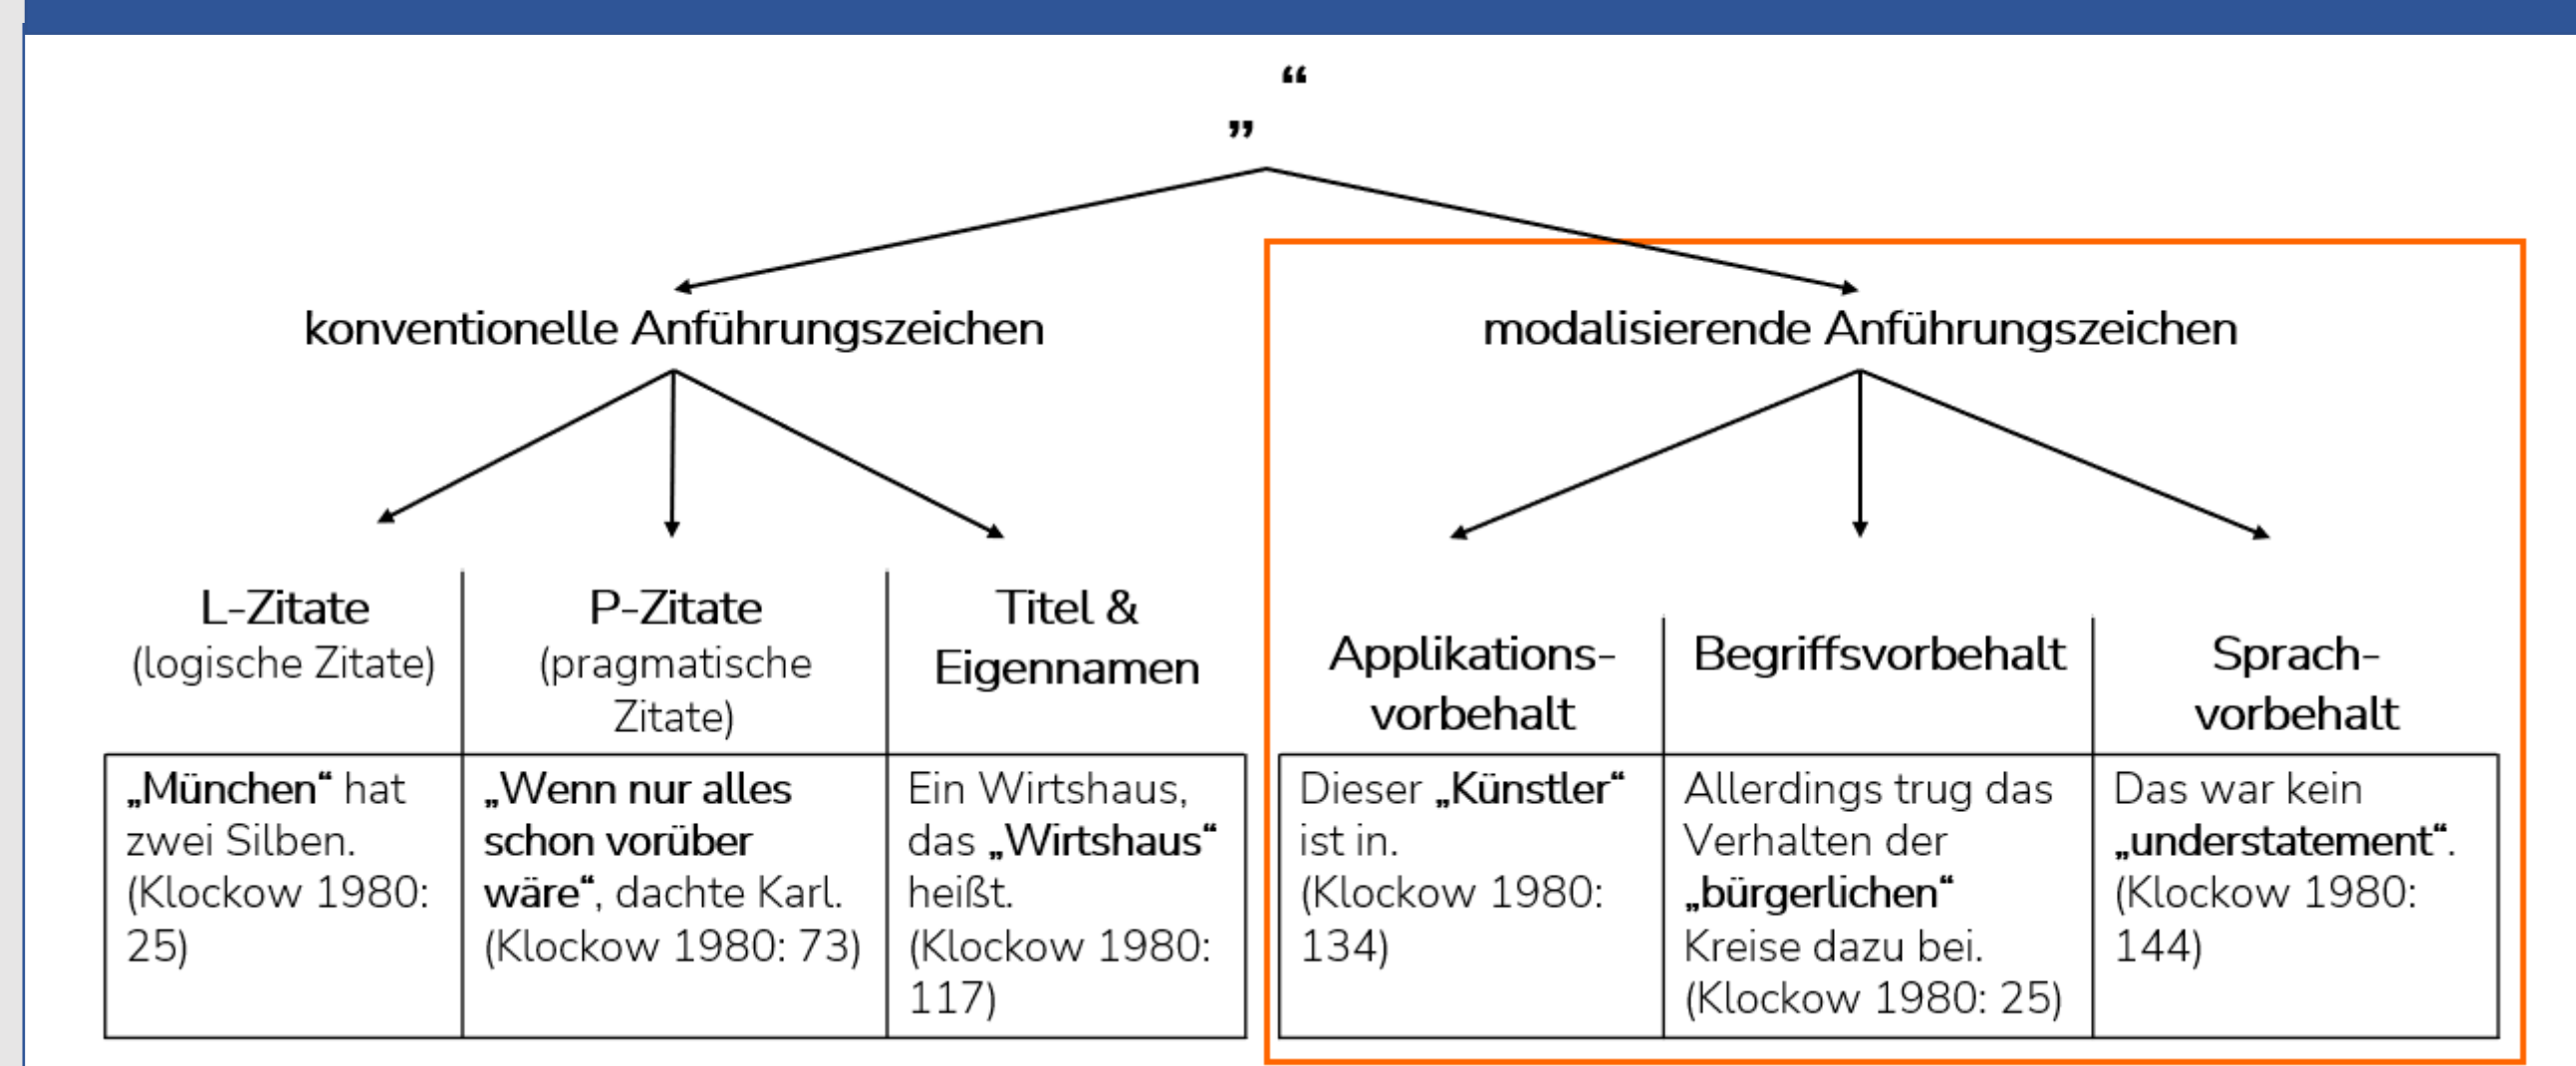 “
„
konventionelle Anführungszeichen
modalisierende Anführungszeichen
L-Zitate
(logische Zitate)
P-Zitate
(pragmatische
Zitate)
Titel &
Eigennamen
Applikations-
vorbehalt
Begriffsvorbehalt
Sprach-
vorbehalt
„München“ hat
zwei Silben.
(Klockow 1980:
25)
„Wenn nur alles
schon vorüber
wäre“, dachte Karl.
(Klockow 1980: 73)
Ein Wirtshaus,
das „Wirtshaus“
heißt.
(Klockow 1980:
117)
Dieser „Künstler“
ist in.
(Klockow 1980:
134)
Allerdings trug das
Verhalten der
„bürgerlichen“
Kreise dazu bei.
(Klockow 1980: 25)
Das war kein
„understatement“.
(Klockow 1980:
144)